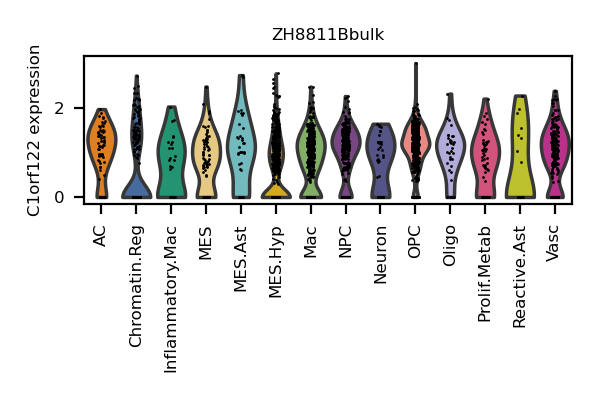 ZH8811Bbulk
C1orf122 expression
2
0
AC
Chromatin.Reg
Inflammatory.Mac
MES
MES.Ast
MES.Hyp
Mac
NPC
Neuron
OPC
Oligo
Prolif.Metab
Reactive.Ast
Vasc